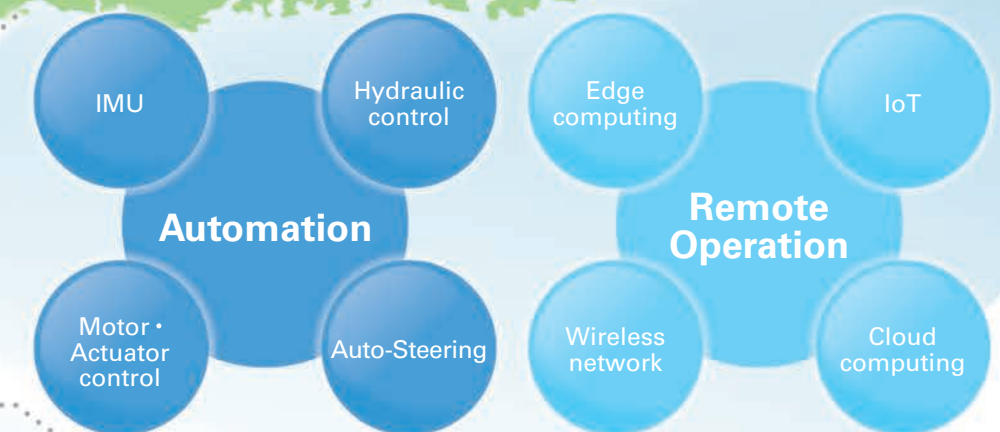 IMU
Hydraulic
control
Automation
Motor・
Actuator
control
Auto-Steering
Edge
computing
IoT
Remote
Operation
Wireless
network
Cloud
computing